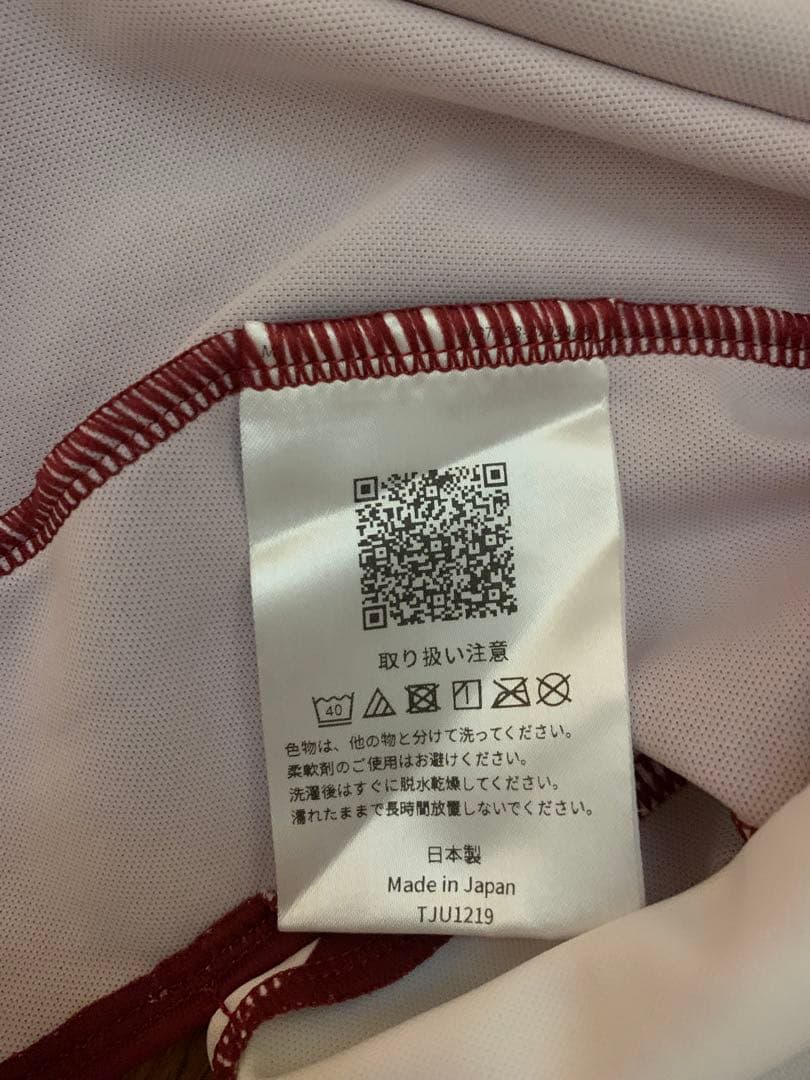 取り扱い注意
40
色物は、他の物と分けて洗ってください。
柔軟剤のご使用はお避けください。
洗濯後はすぐに脱水乾燥してください。
濡れたままで長時間放置しないでください。
日本製
Made in Japan
TJU1219